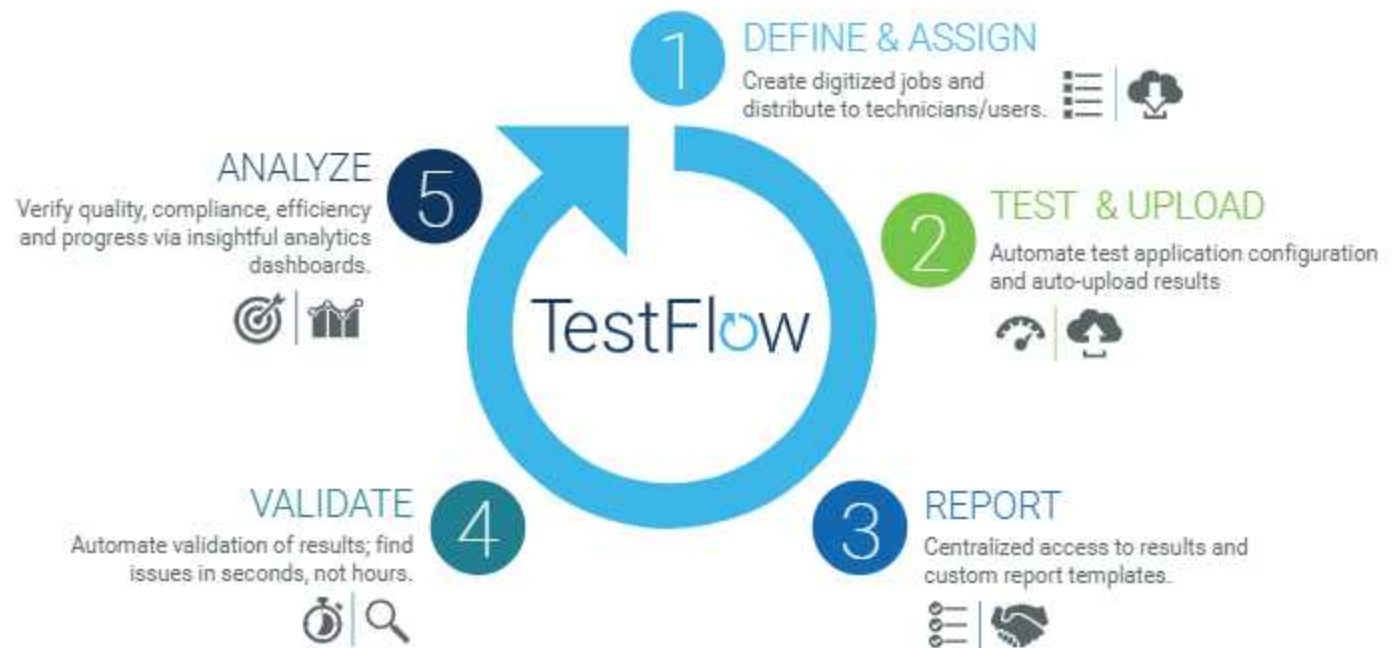 1
DEFINE & ASSIGN
Create digitized jobs and
distribute to technicians/users.
2
TEST & UPLOAD
Automate test application configuration
and auto-upload results
3
REPORT
Centralized access to results and
custom report templates.
4
VALIDATE
Automate validation of results; find
issues in seconds, not hours.
5
ANALYZE
Verify quality, compliance, efficiency
and progress via insightful analytics
dashboards.
TestFlow